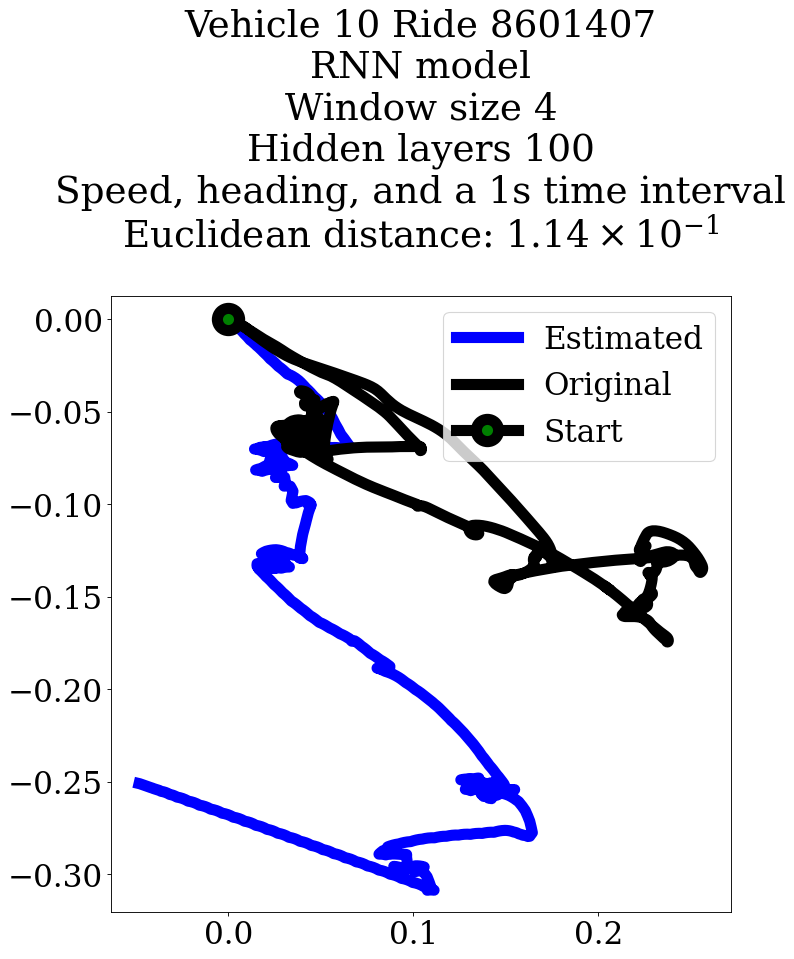 Vehicle 10 Ride 8601407
RNN model
Window size 4
Hidden layers 100
Speed, heading, and a 1s time interval
Euclidean distance: 1.14 × 10⁻¹
Estimated
Original
Start
0.00
−0.05
−0.10
−0.15
−0.20
−0.25
−0.30
0.0 0.1 0.2